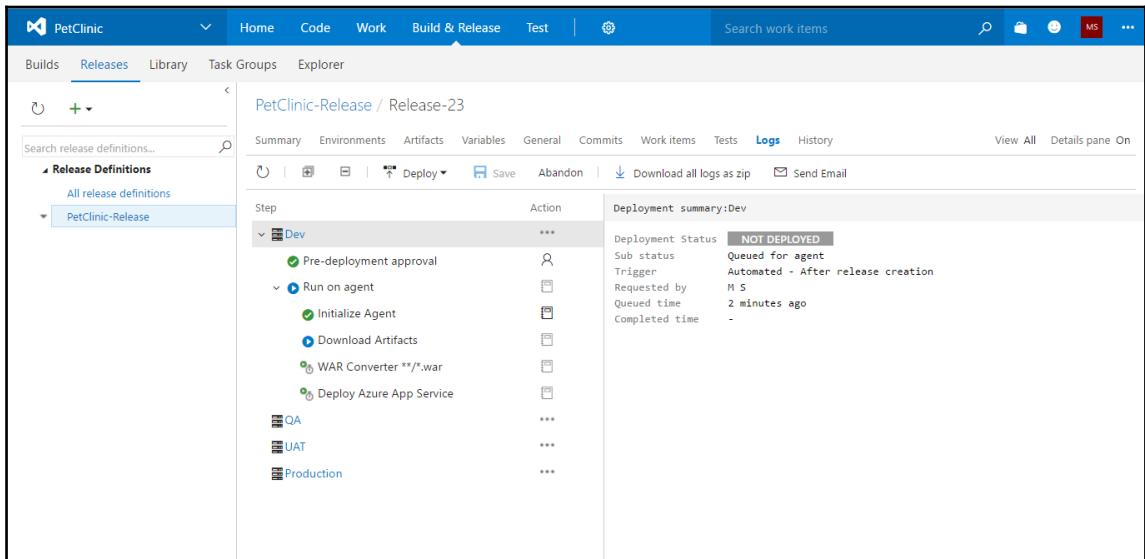 PetClinic Home Code Work Build & Release Test Search work items MS
Builds Releases Library Task Groups Explorer
PetClinic-Release / Release-23
Summary Environments Artifacts Variables General Commits Work items Tests Logs History View All Details pane On
Search release definitions...
Deploy Save Abandon Download all logs as zip Send Email
Release Definitions
All release definitions
PetClinic-Release
Step Action
Dev
Pre-deployment approval
Run on agent
Initialize Agent
Download Artifacts
WAR Converter **/*.war
Deploy Azure App Service
QA
UAT
Production
Deployment summary:Dev
Deployment Status NOT DEPLOYED
Sub status Queued for agent
Trigger Automated - After release creation
Requested by M S
Queued time 2 minutes ago
Completed time -